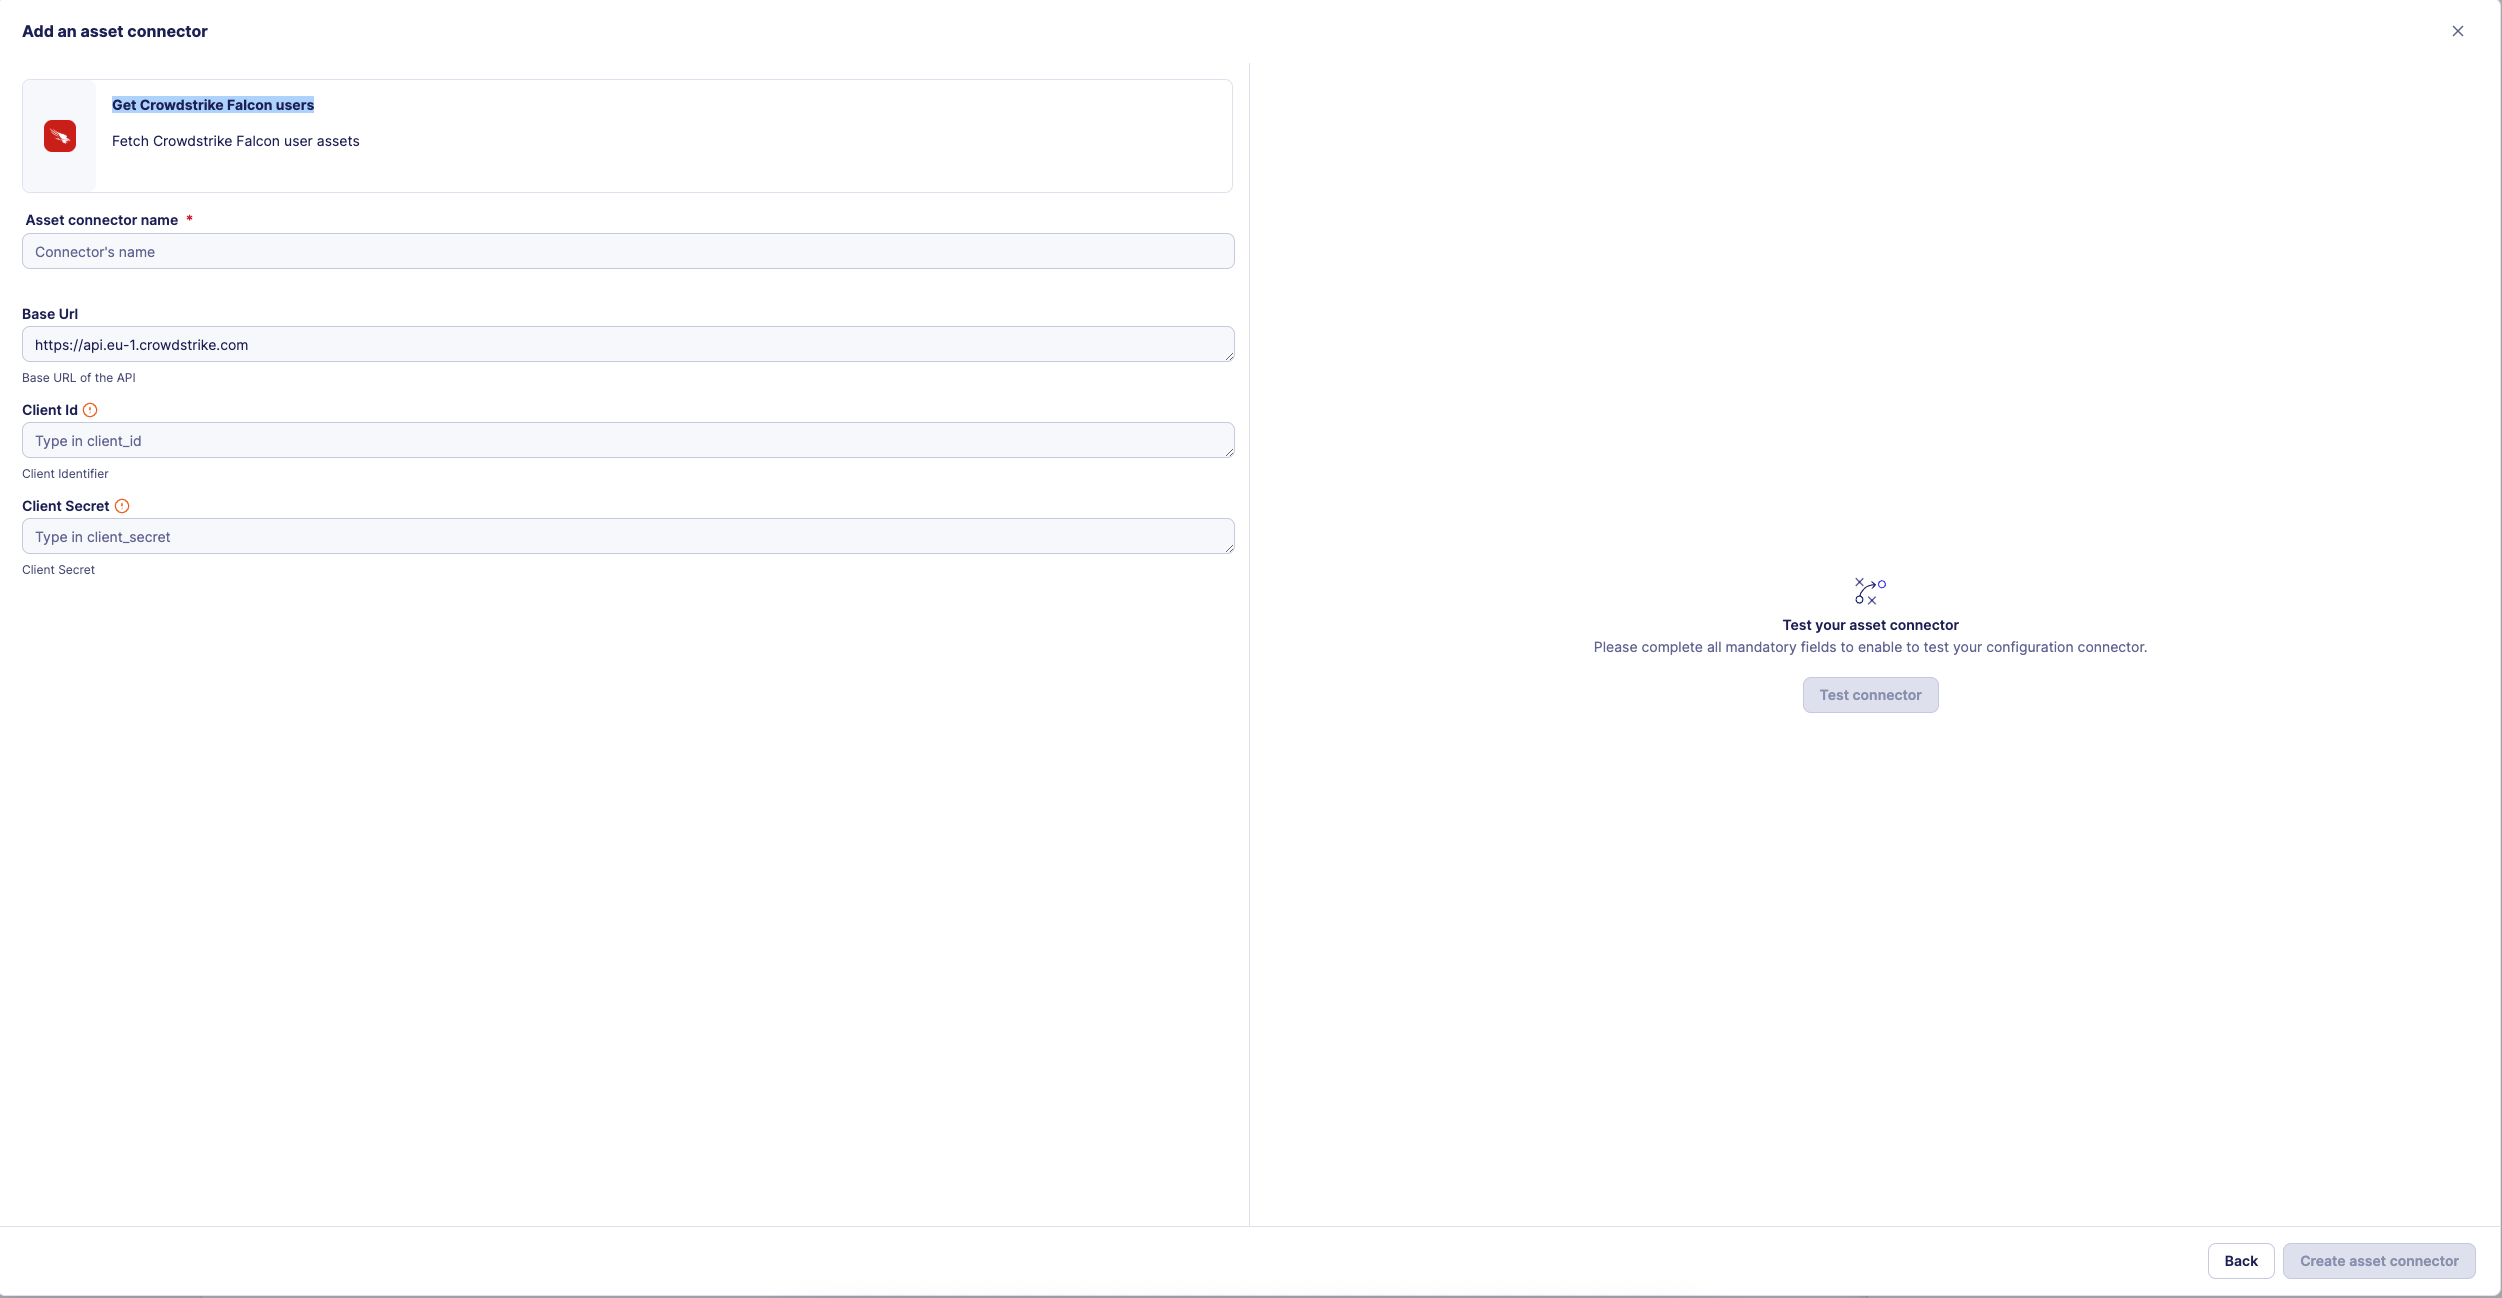 Add an asset connector
Get Crowdstrike Falcon users
Fetch Crowdstrike Falcon user assets
Asset connector name *
Connector's name
Base Url
https://api.eu-1.crowdstrike.com
Base URL of the API
Client Id
Type in client_id
Client Identifier
Client Secret
Type in client_secret
Client Secret
Test your asset connector
Please complete all mandatory fields to enable to test your configuration connector.
Test connector
Back
Create asset connector